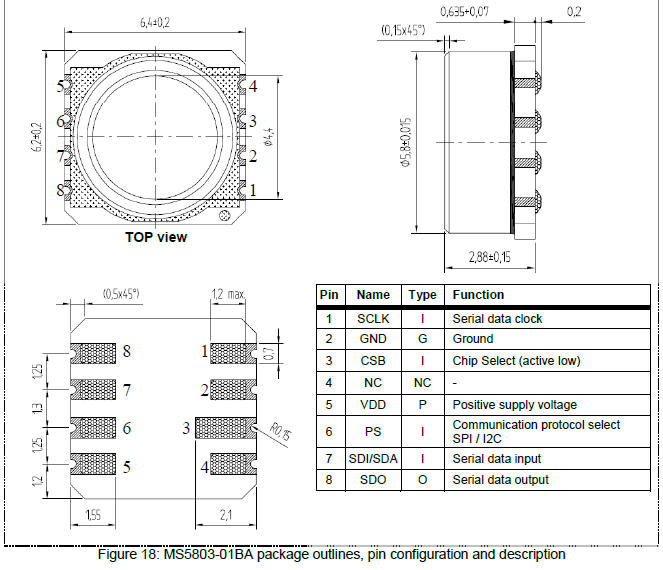 6,4±0,2
0,635±0,07
0,2
(0,15x45°)
5
4
6
3
7
2
8
1
6,2±0,2
ϕ4,4
ϕ5,8±0,015
TOP view
2,88±0,15
(0,5x45°)
1,2 max.
8
1
0,7
7
2
6
3
R0,15
5
4
1,25
1,3
1,25
1,2
1,55
2,1
Pin Name Type Function
1 SCLK I Serial data clock
2 GND G Ground
3 CSB I Chip Select (active low)
4 NC NC -
5 VDD P Positive supply voltage
6 PS I Communication protocol select
SPI / I2C
7 SDI/SDA I Serial data input
8 SDO O Serial data output
Figure 18: MS5803-01BA package outlines, pin configuration and description